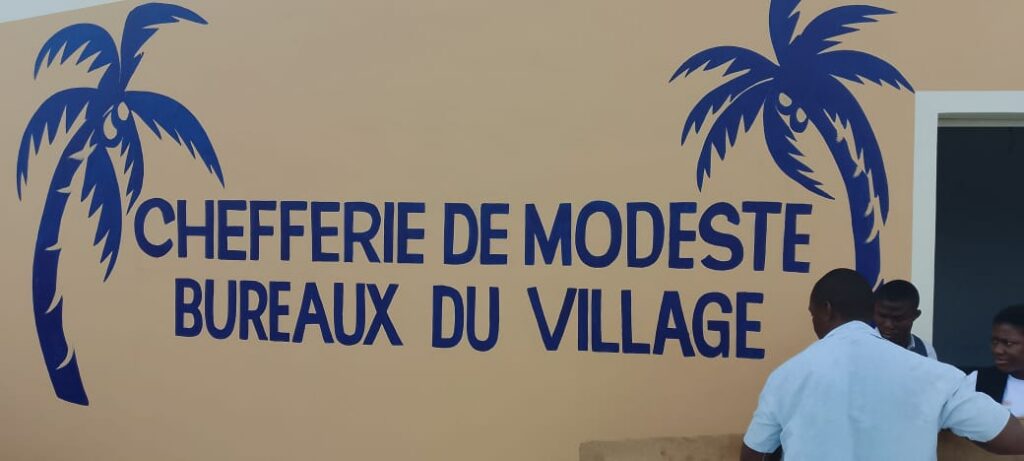 CHEFFERIE DE MODESTE
BUREAUX DU VILLAGE